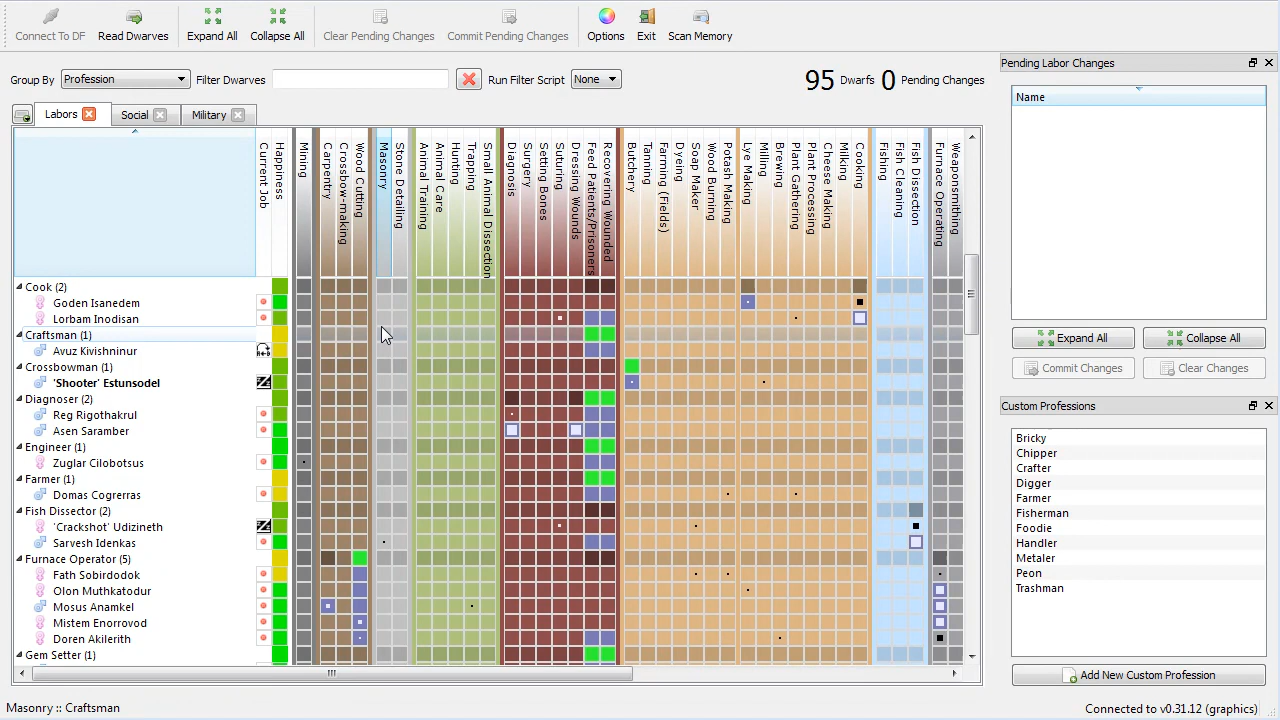 Connect To DF Read Dwarves Expand All Collapse All Clear Pending Changes Commit Pending Changes Options Exit Scan Memory
Group By Profession Filter Dwarves Run Filter Script None 95 Dwarfs 0 Pending Changes
Labors Social Military
Current Job
Happiness
Mining
Carpentry
Crossbow-making
Wood Cutting
Masonry
Stone Detailing
Animal Training
Animal Care
Hunting
Trapping
Small Animal Dissection
Diagnosis
Surgery
Setting Bones
Suturing
Dressing Wounds
Feed Patients/Prisoners
Recovering Wounded
Butchery
Tanning
Farming (Fields)
Dyeing
Soap Maker
Wood Burning
Potash Making
Lye Making
Milling
Brewing
Plant Gathering
Plant Processing
Cheese Making
Milking
Cooking
Fishing
Fish Cleaning
Fish Dissection
Furnace Operating
Weaponsmithing
Cook (2)
Goden Isanedem
Lorbam Inodisan
Craftsman (1)
Avuz Kivishninur
Crossbowman (1)
'Shooter' Estunsodel
Diagnoser (2)
Reg Rigothakrul
Asen Saramber
Engineer (1)
Zuglar Cilobotsus
Farmer (1)
Domas Cogrerras
Fish Dissector (2)
'Crackshot' Udizineth
Sarvesh Idenkas
Furnace Operator (5)
Fath Sobirdodok
Olon Muthkatodur
Mosus Anamkel
Mistem Enorrovod
Doren Akilerith
Gem Setter (1)
Pending Labor Changes
Name
Expand All Collapse All
Commit Changes Clear Changes
Custom Professions
Bricky
Chipper
Crafter
Digger
Farmer
Fisherman
Foodie
Handler
Metaler
Peon
Trashman
Add New Custom Profession
Masonry :: Craftsman
Connected to v0.31.12 (graphics)